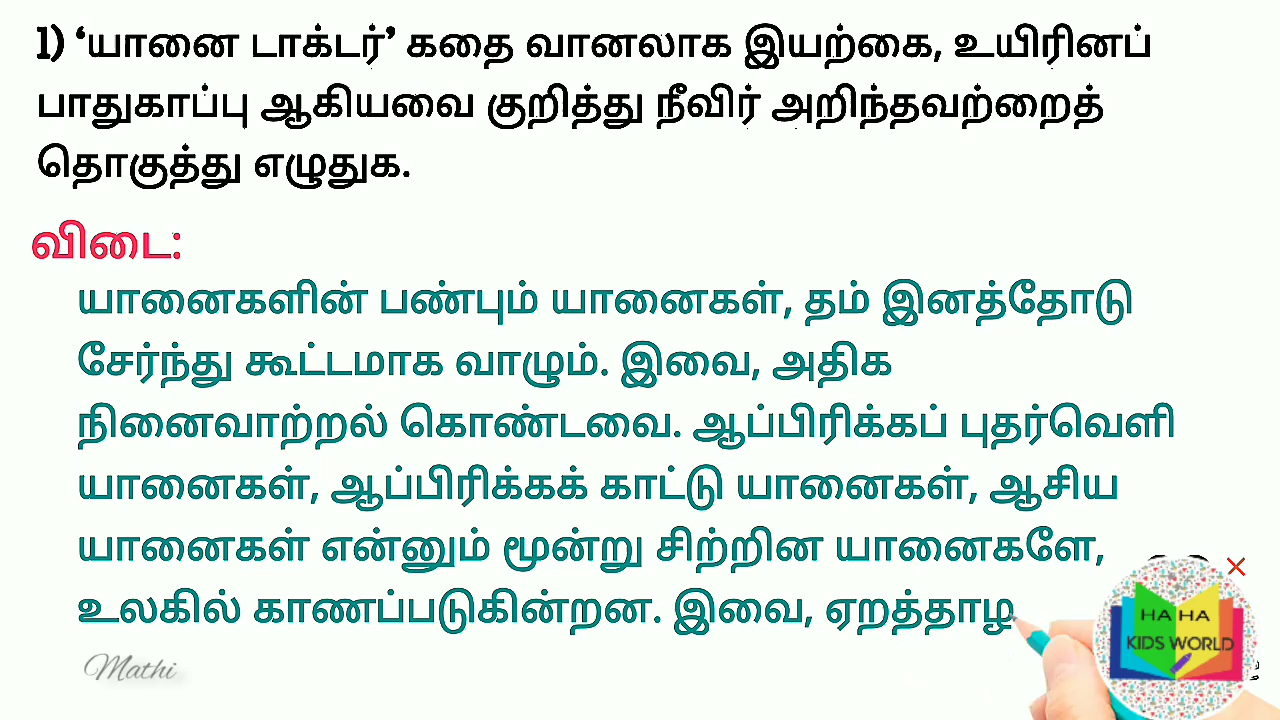 1) ‘யானை டாக்டர்’ கதை வானலாக இயற்கை, உயிரினப்
பாதுகாப்பு ஆகியவை குறித்து நீவிர் அறிந்தவற்றைத்
தொகுத்து எழுதுக.
விடை:
யானைகளின் பண்பும் யானைகள், தம் இனத்தோடு
சேர்ந்து கூட்டமாக வாழும். இவை, அதிக
நினைவாற்றல் கொண்டவை. ஆப்பிரிக்கப் புதர்வெளி
யானைகள், ஆப்பிரிக்கக் காட்டு யானைகள், ஆசிய
யானைகள் என்னும் மூன்று சிற்றின யானைகளே,
உலகில் காணப்படுகின்றன. இவை, ஏறத்தாழ
HA HA
KIDS WORLD
Mathi